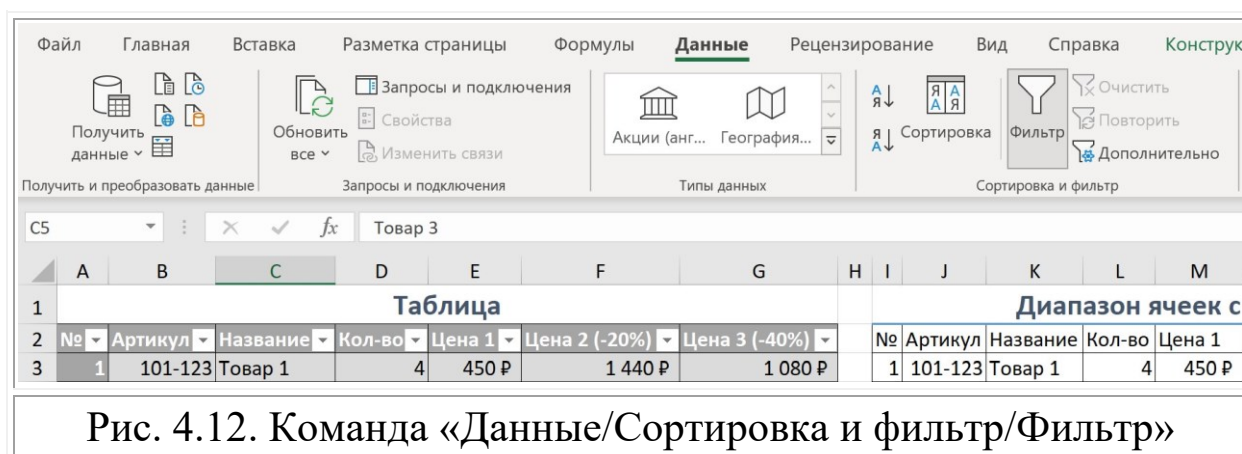 Файл Главная Вставка Разметка страницы Формулы Данные Рецензирование Вид Справка Конструк
Получить данные
Обновить все
Запросы и подключения
Свойства
Изменить связи
Акции (анг... География...
Сортировка
Фильтр
Очистить
Повторить
Дополнительно
Получить и преобразовать данные Запросы и подключения Типы данных Сортировка и фильтр
C5 fx Товар 3
A B C D E F G H I J K L M
1 Таблица Диапазон ячеек с
2 № Артикул Название Кол-во Цена 1 Цена 2 (-20%) Цена 3 (-40%) № Артикул Название Кол-во Цена 1
3 1 101-123 Товар 1 4 450 ₽ 1 440 ₽ 1 080 ₽ 1 101-123 Товар 1 4 450 ₽
Рис. 4.12. Команда «Данные/Сортировка и фильтр/Фильтр»